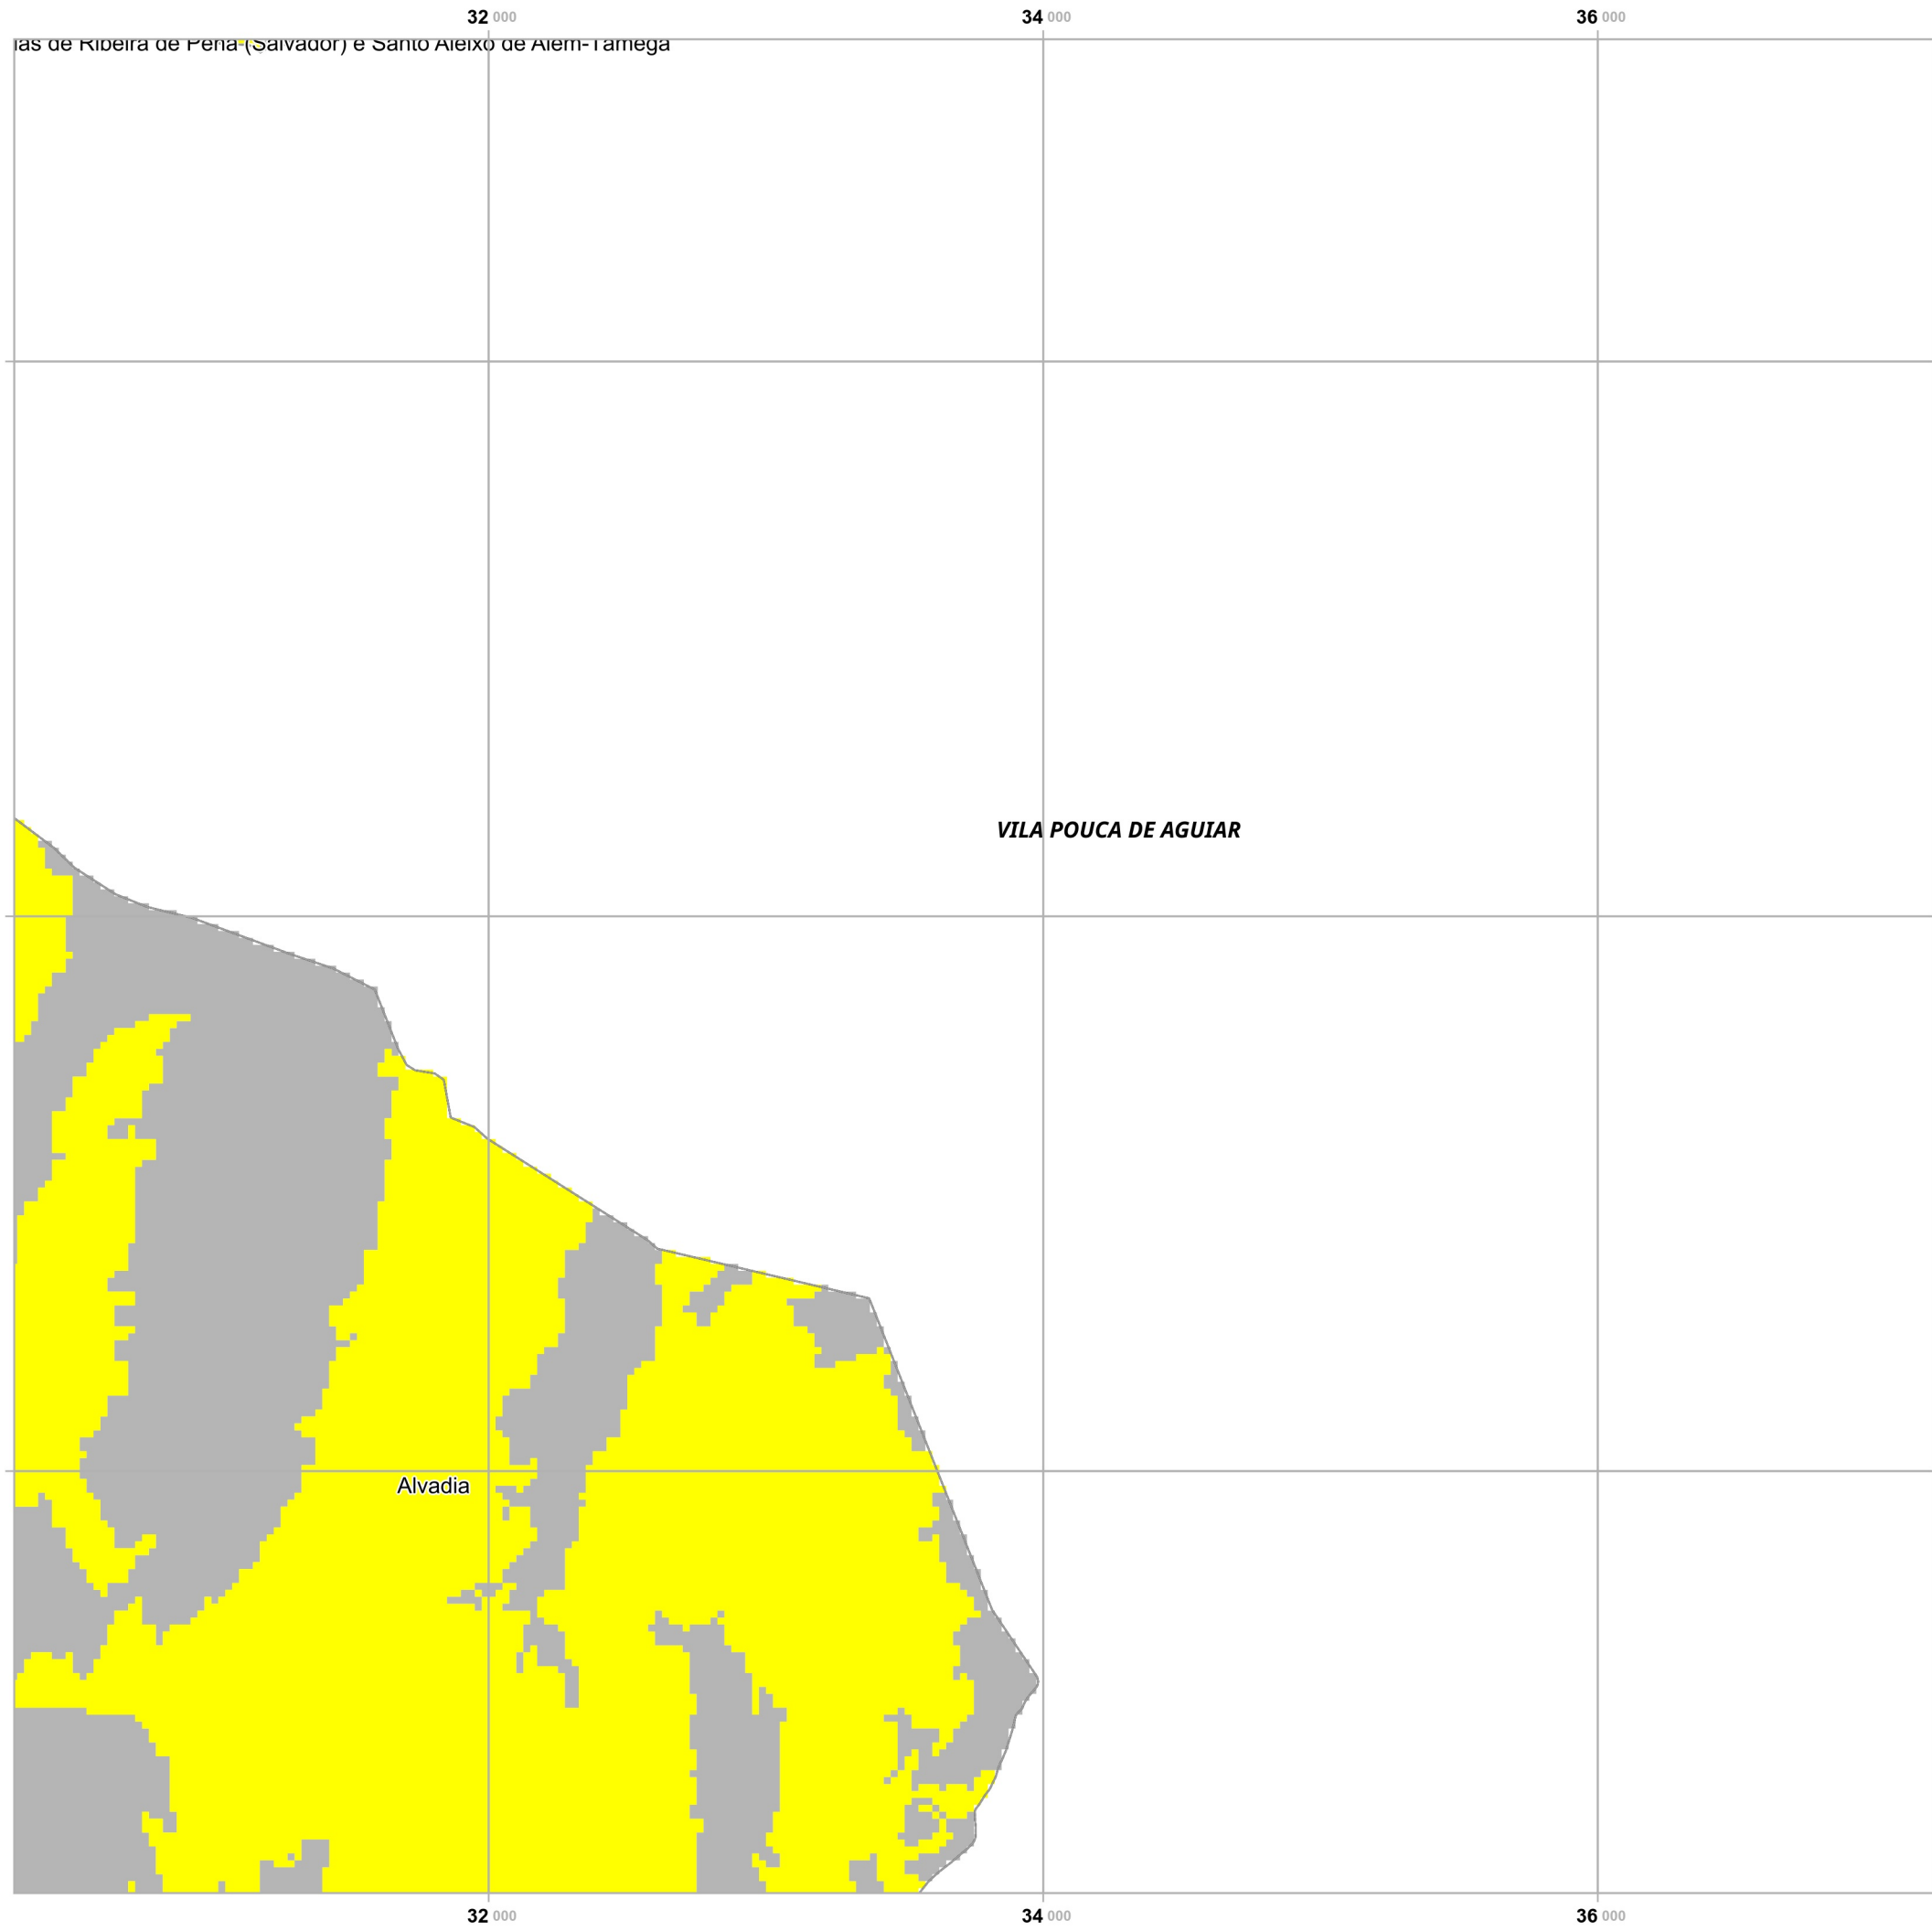 32 000 34 000 36 000
de Ribeira de Pena (Salvador) e Santo Aleixo de Além-Tâmega
VILA POUCA DE AGUIAR
Alvadia
32 000 34 000 36 000